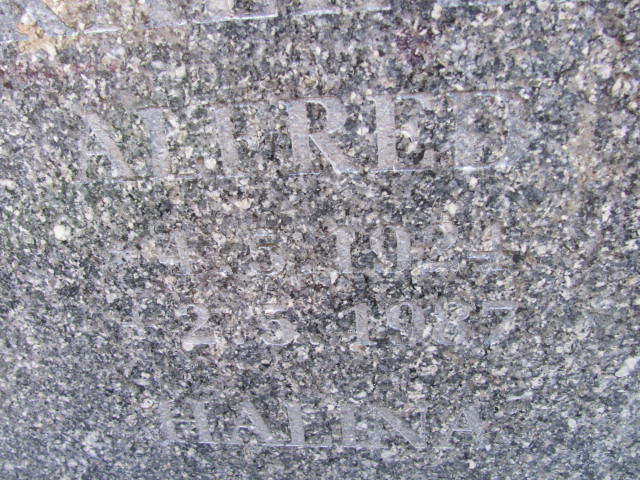 ALFRED
* 4.5.1924
+ 2.5.1987
HALINA